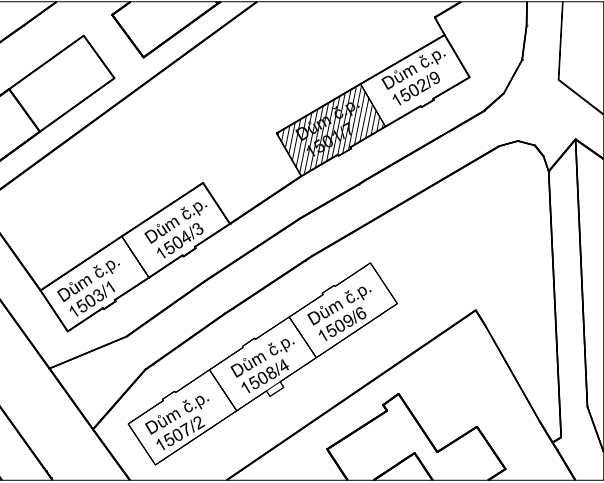 Dům č.p.
1502/9
Dům č.p.
1501/7
Dům č.p.
1504/3
Dům č.p.
1503/1
Dům č.p.
1509/6
Dům č.p.
1508/4
Dům č.p.
1507/2